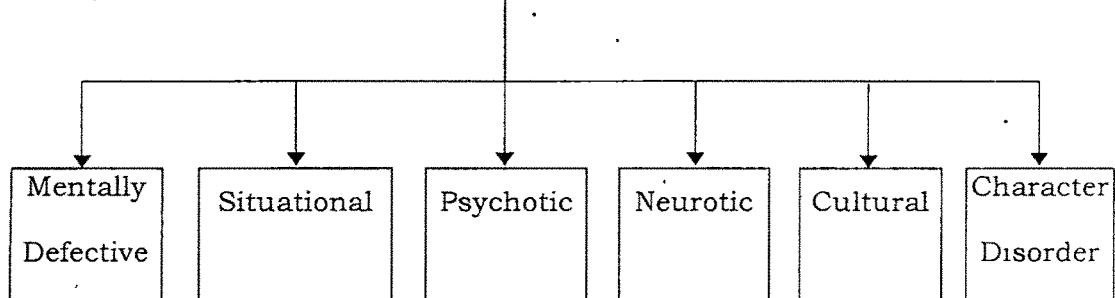 Mentally
Defective
Situational
Psychotic
Neurotic
Cultural
Character
Disorder